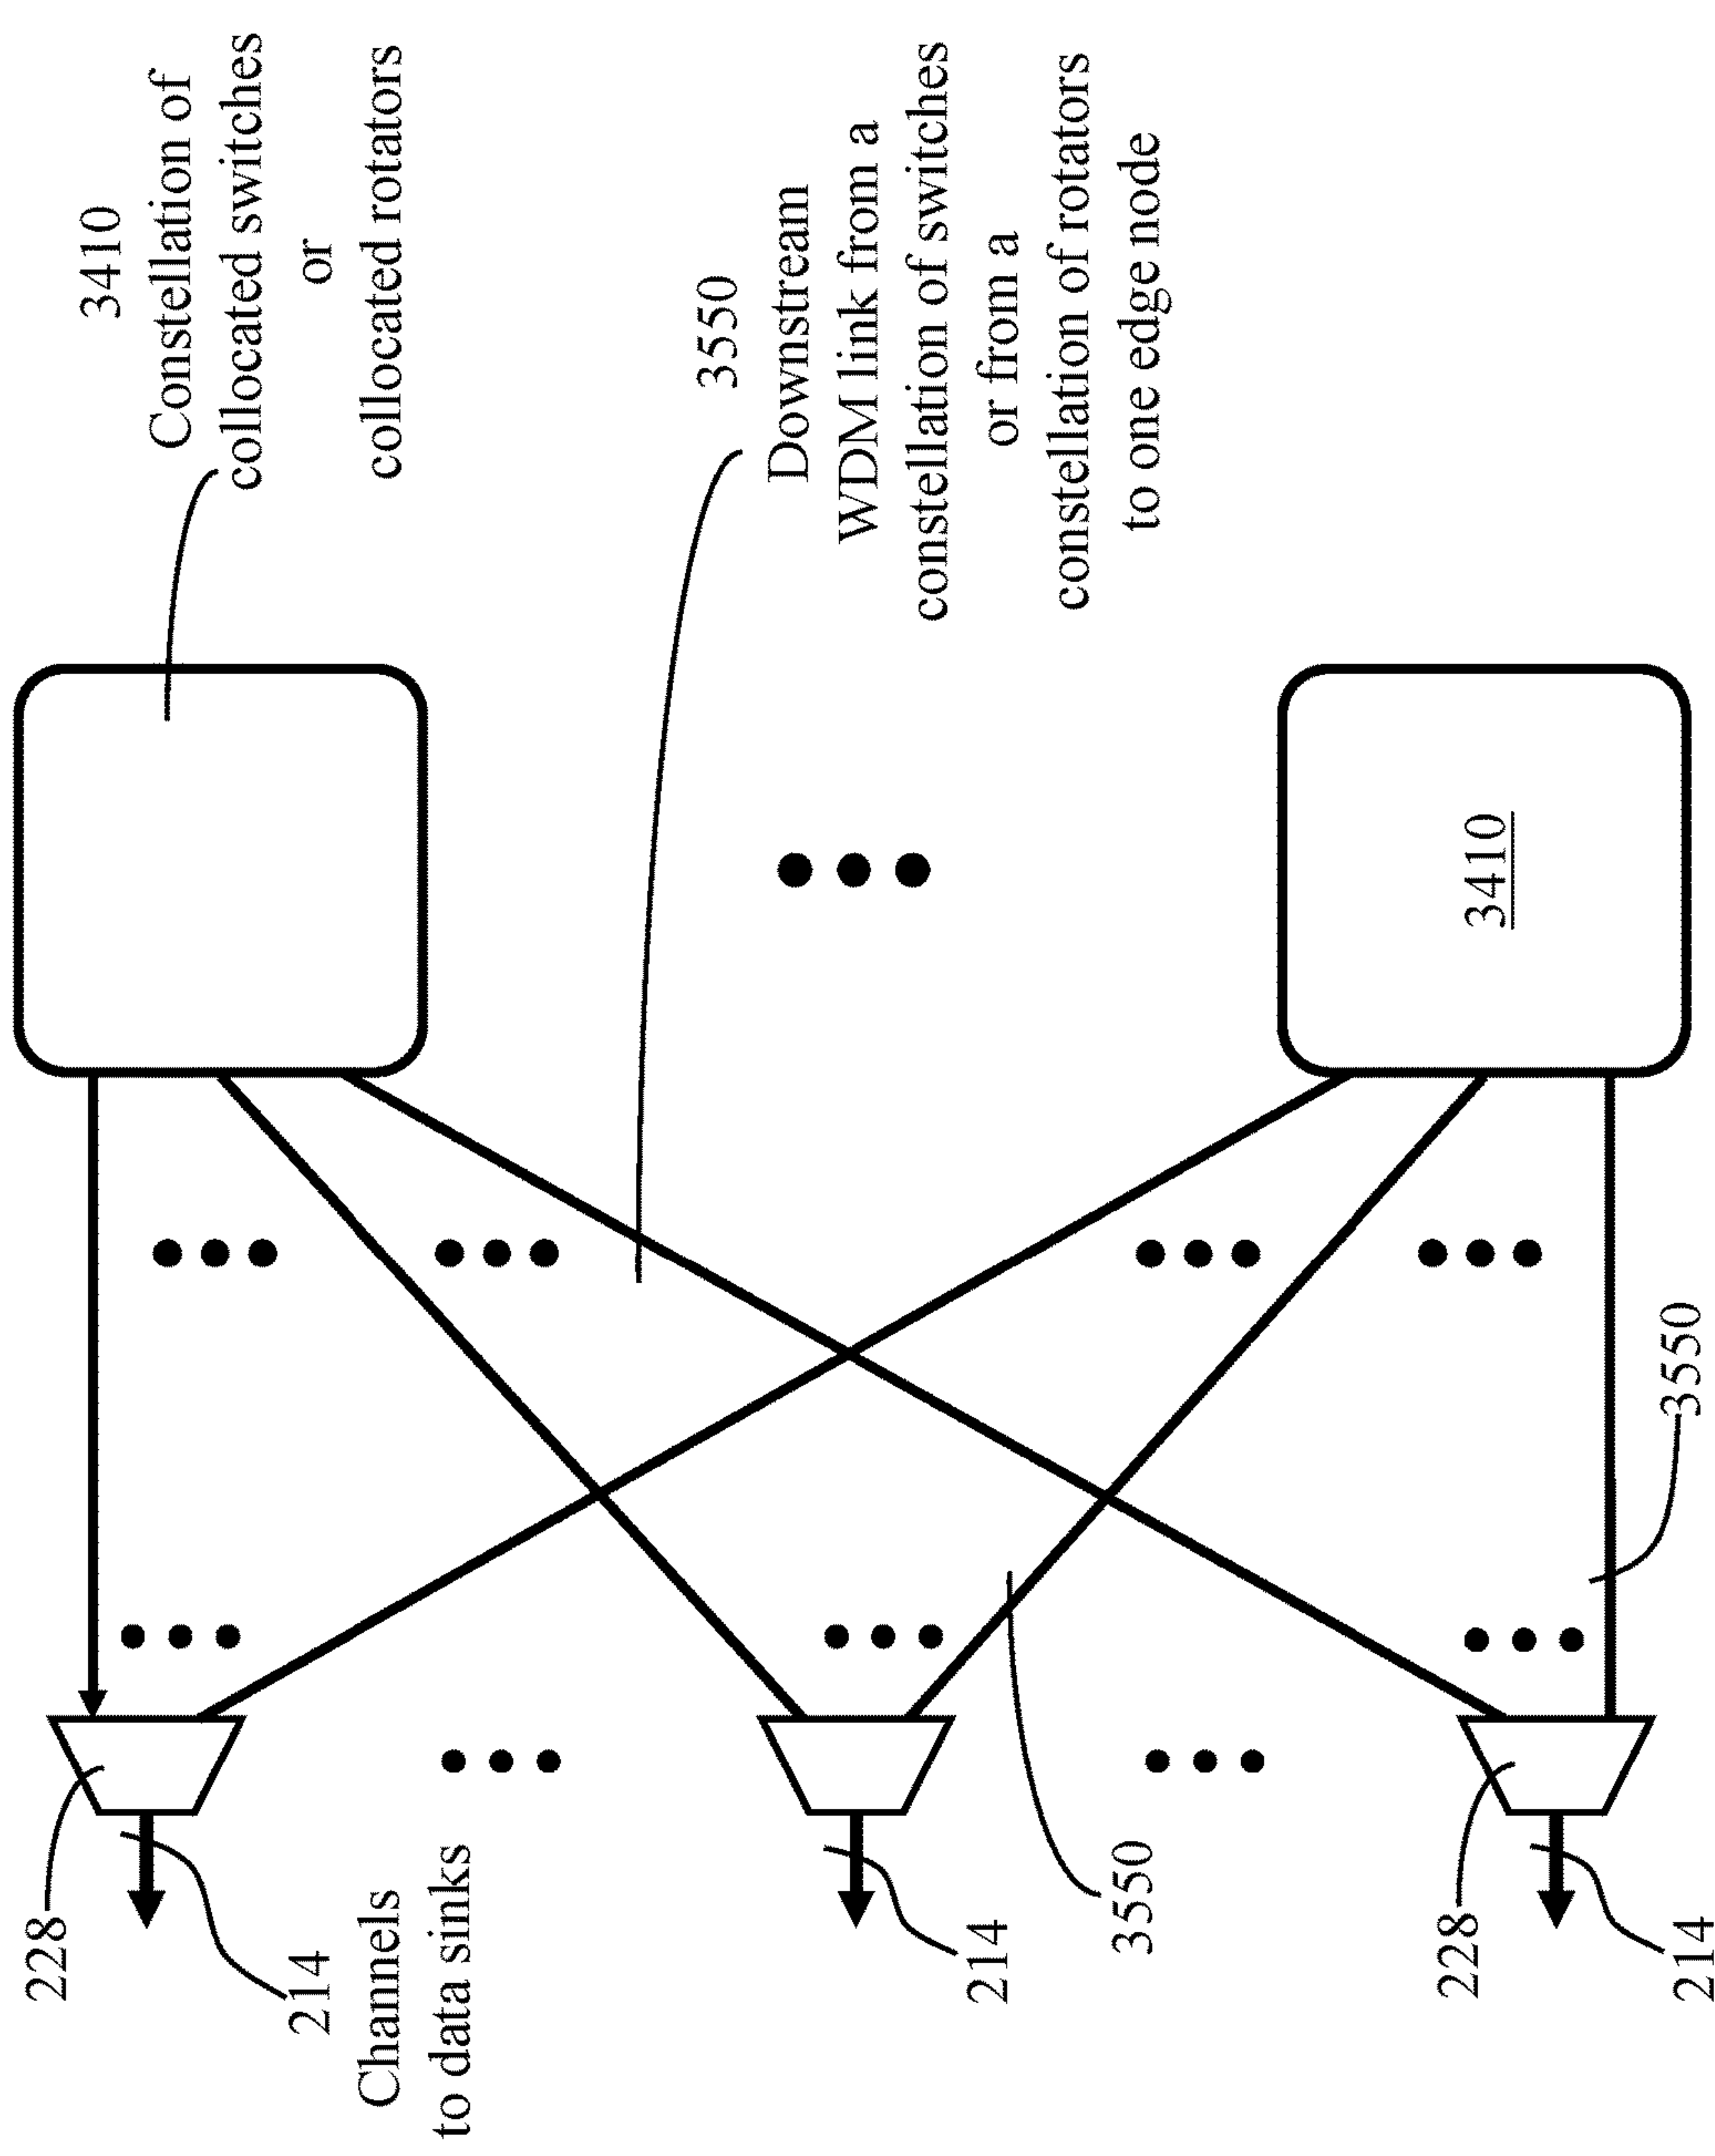 228
214
Channels
to data sinks
3410
Constellation of
collocated switches
or
collocated rotators
3550
Downstream
WDM link from a
constellation of switches
or from a
constellation of rotators
to one edge node
214
3550
228
3410
214
3550